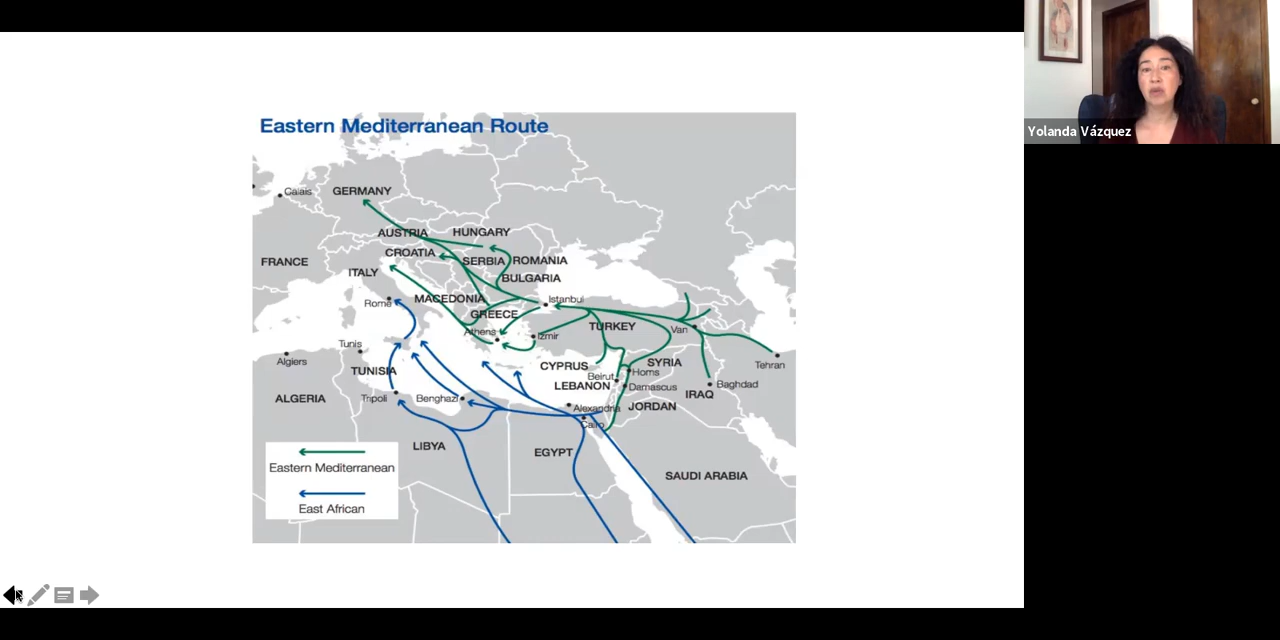 Eastern Mediterranean Route
Calais
GERMANY
AUSTRIA
HUNGARY
CROATIA
FRANCE
SERBIA
ROMANIA
ITALY
BULGARIA
Rome
MACEDONIA
Istanbul
GREECE
Athens
Izmir
TURKEY
Van
Tunis
Algiers
TUNISIA
CYPRUS
SYRIA
Tehran
Beirut
Homs
LEBANON
Damascus
Baghdad
IRAQ
ALGERIA
Tripoli
Benghazi
Alexandria
JORDAN
Cairo
LIBYA
EGYPT
SAUDI ARABIA
Eastern Mediterranean
East African
Yolanda Vázquez